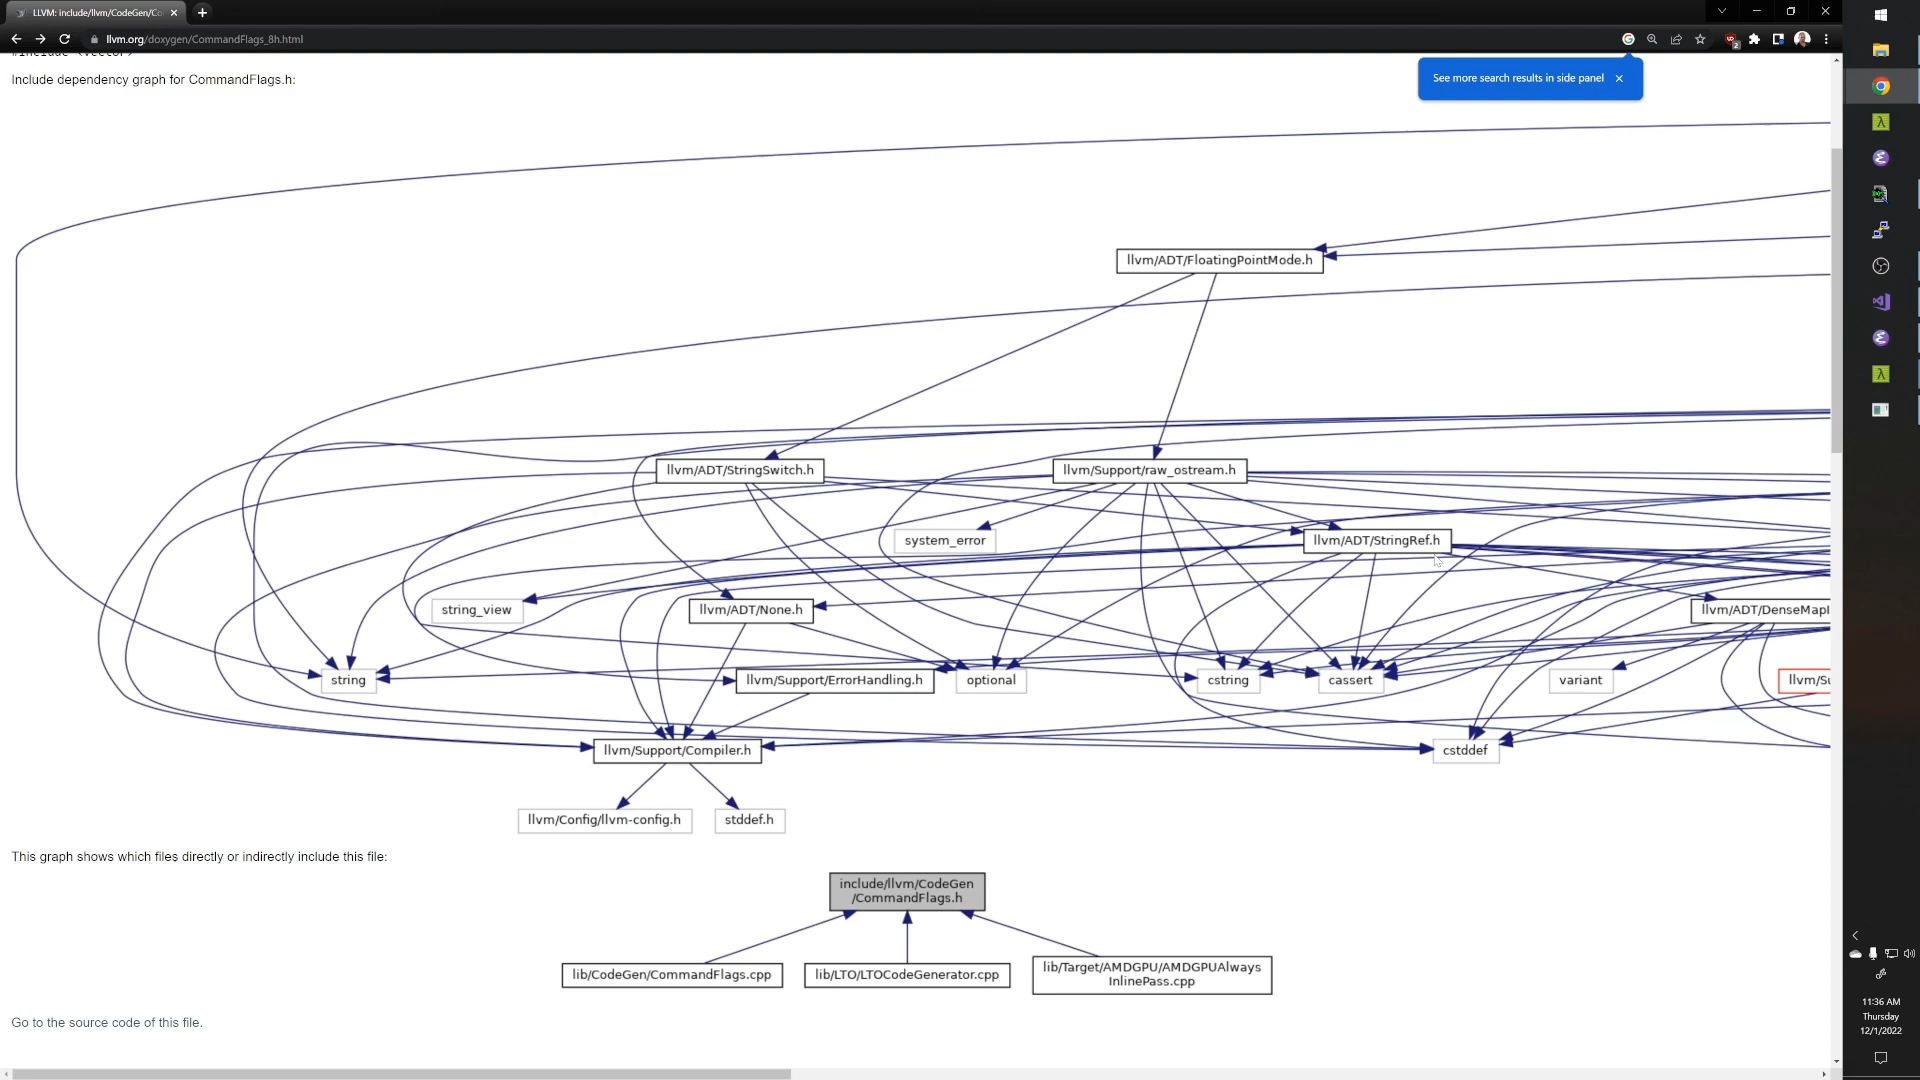 LLVM: include/llvm/CodeGen/Co
llvm.org/doxygen/CommandFlags_8h.html
#include <vector>
Include dependency graph for CommandFlags.h:
See more search results in side panel
llvm/ADT/FloatingPointMode.h
llvm/ADT/StringSwitch.h
llvm/Support/raw_ostream.h
system_error
llvm/ADT/StringRef.h
string_view
llvm/ADT/None.h
llvm/ADT/DenseMapI
string
llvm/Support/ErrorHandling.h
optional
cstring
cassert
variant
llvm/Su
llvm/Support/Compiler.h
cstddef
llvm/Config/llvm-config.h
stddef.h
This graph shows which files directly or indirectly include this file:
include/llvm/CodeGen
/CommandFlags.h
lib/CodeGen/CommandFlags.cpp
lib/LTO/LTOCodeGenerator.cpp
lib/Target/AMDGPU/AMDGPUAlways
InlinePass.cpp
Go to the source code of this file.
11:36 AM
Thursday
12/1/2022